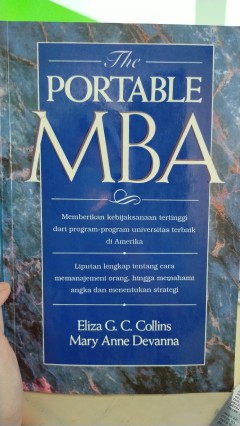 The
PORTABLE
MBA
Memberikan kebijaksanaan tertinggi
dari program-program universitas terbaik
di Amerika
Liputan lengkap tentang cara
memanajemeni orang, hingga memahami
angka dan menentukan strategi
Eliza G. C. Collins
Mary Anne Devanna